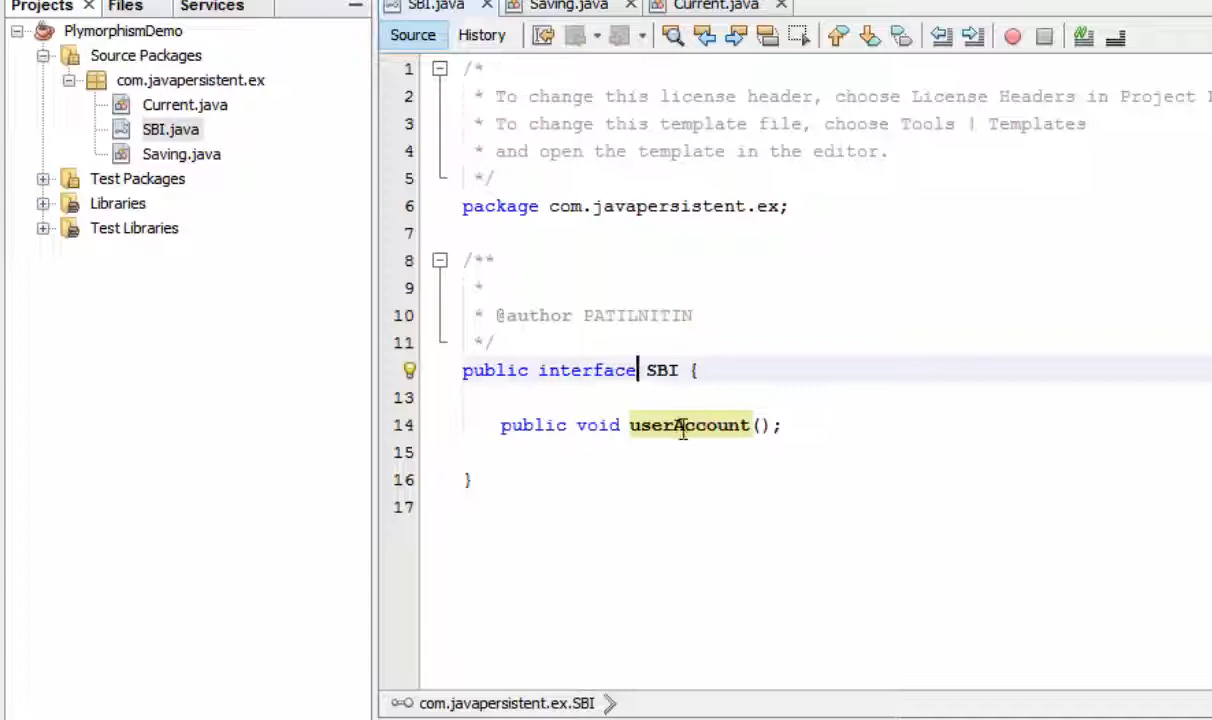 Projects
Files
Services
PlymorphismDemo
Source Packages
com.javapersistent.ex
Current.java
SBI.java
Saving.java
Test Packages
Libraries
Test Libraries
SBI.java
Saving.java
Current.java
Source
History
1 /*
2 * To change this license header, choose License Headers in Project
3 * To change this template file, choose Tools | Templates
4 * and open the template in the editor.
5 */
6 package com.javapersistent.ex;
7
8 /**
9 *
10 * @author PATILNITIN
11 */
public interface SBI {
13
14 public void userAccount();
15
16 }
17
com.javapersistent.ex.SBI